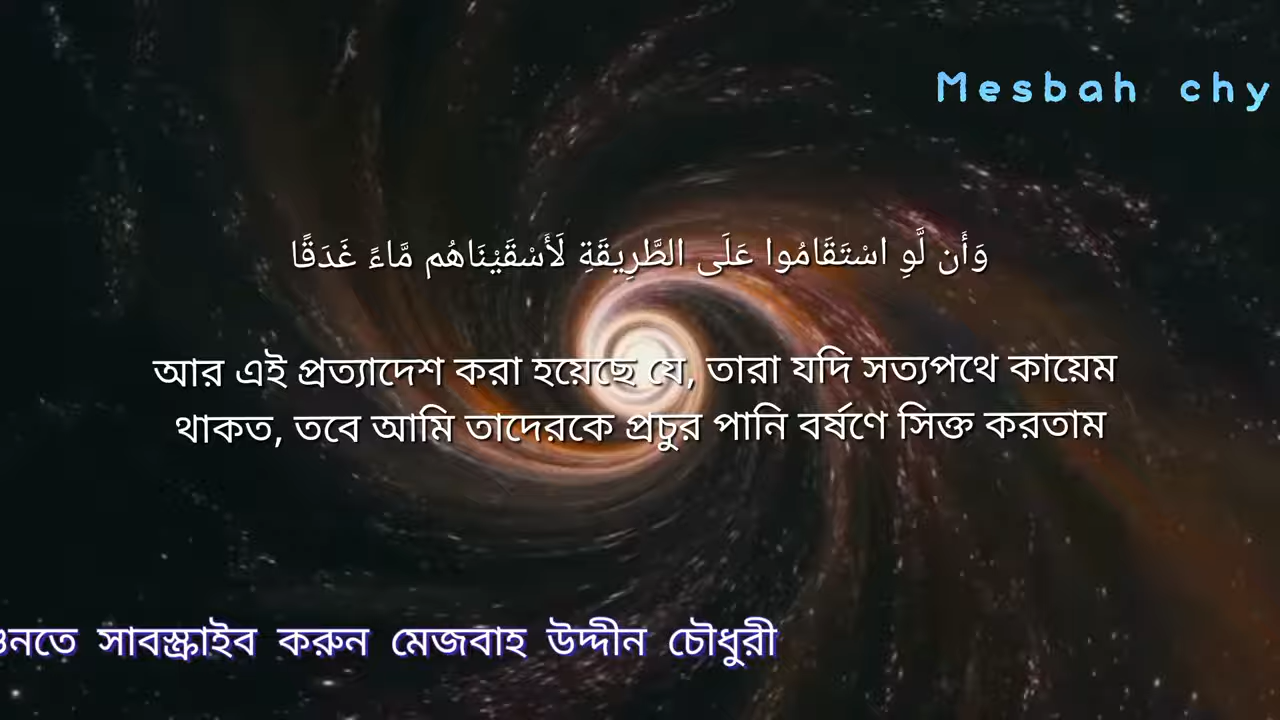 Mesbah chy
وَأَن لَّوِ اسْتَقَامُوا عَلَى الطَّرِيقَةِ لَأَسْقَيْنَاهُم مَّاءً غَدَقًا
আর এই প্রত্যাদেশ করা হয়েছে যে, তারা যদি সত্যপথে কায়েম
থাকত, তবে আমি তাদেরকে প্রচুর পানি বর্ষণে সিক্ত করতাম
সাবস্ক্রাইব করুন মেজবাহ উদ্দীন চৌধুরী